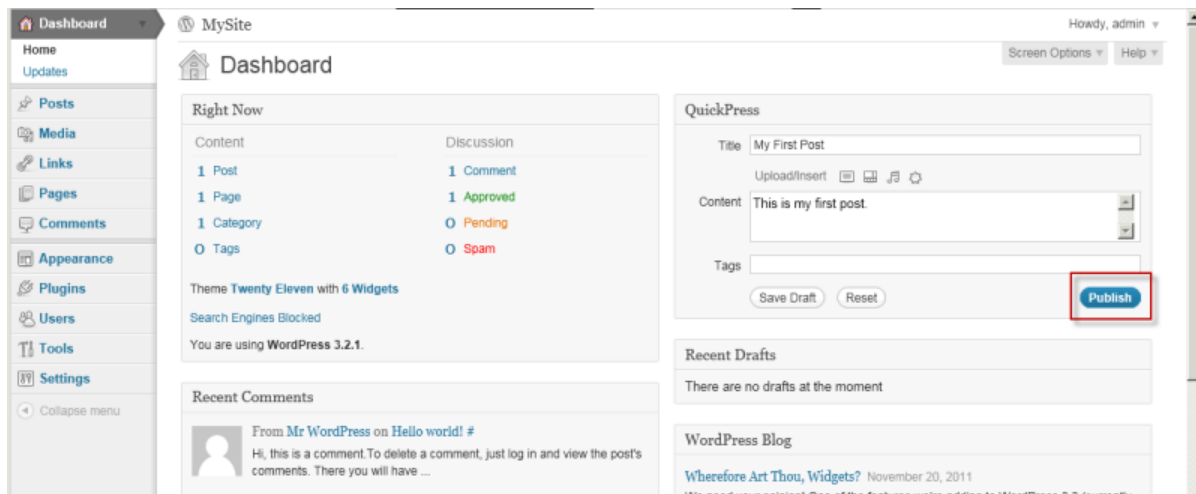 Dashboard
Home
Updates
Posts
Media
Links
Pages
Comments
Appearance
Plugins
Users
Tools
Settings
Collapse menu
MySite
Howdy, admin
Screen Options
Help
Dashboard
Right Now
Content
Discussion
1 Post
1 Comment
1 Page
1 Approved
1 Category
0 Pending
0 Tags
0 Spam
Theme Twenty Eleven with 6 Widgets
Search Engines Blocked
You are using WordPress 3.2.1.
Recent Comments
From Mr WordPress on Hello world! #
Hi, this is a comment.To delete a comment, just log in and view the post's
comments. There you will have ...
QuickPress
Title My First Post
Upload/Insert
Content This is my first post.
Tags
Save Draft Reset Publish
Recent Drafts
There are no drafts at the moment
WordPress Blog
Wherefore Art Thou, Widgets? November 20, 2011